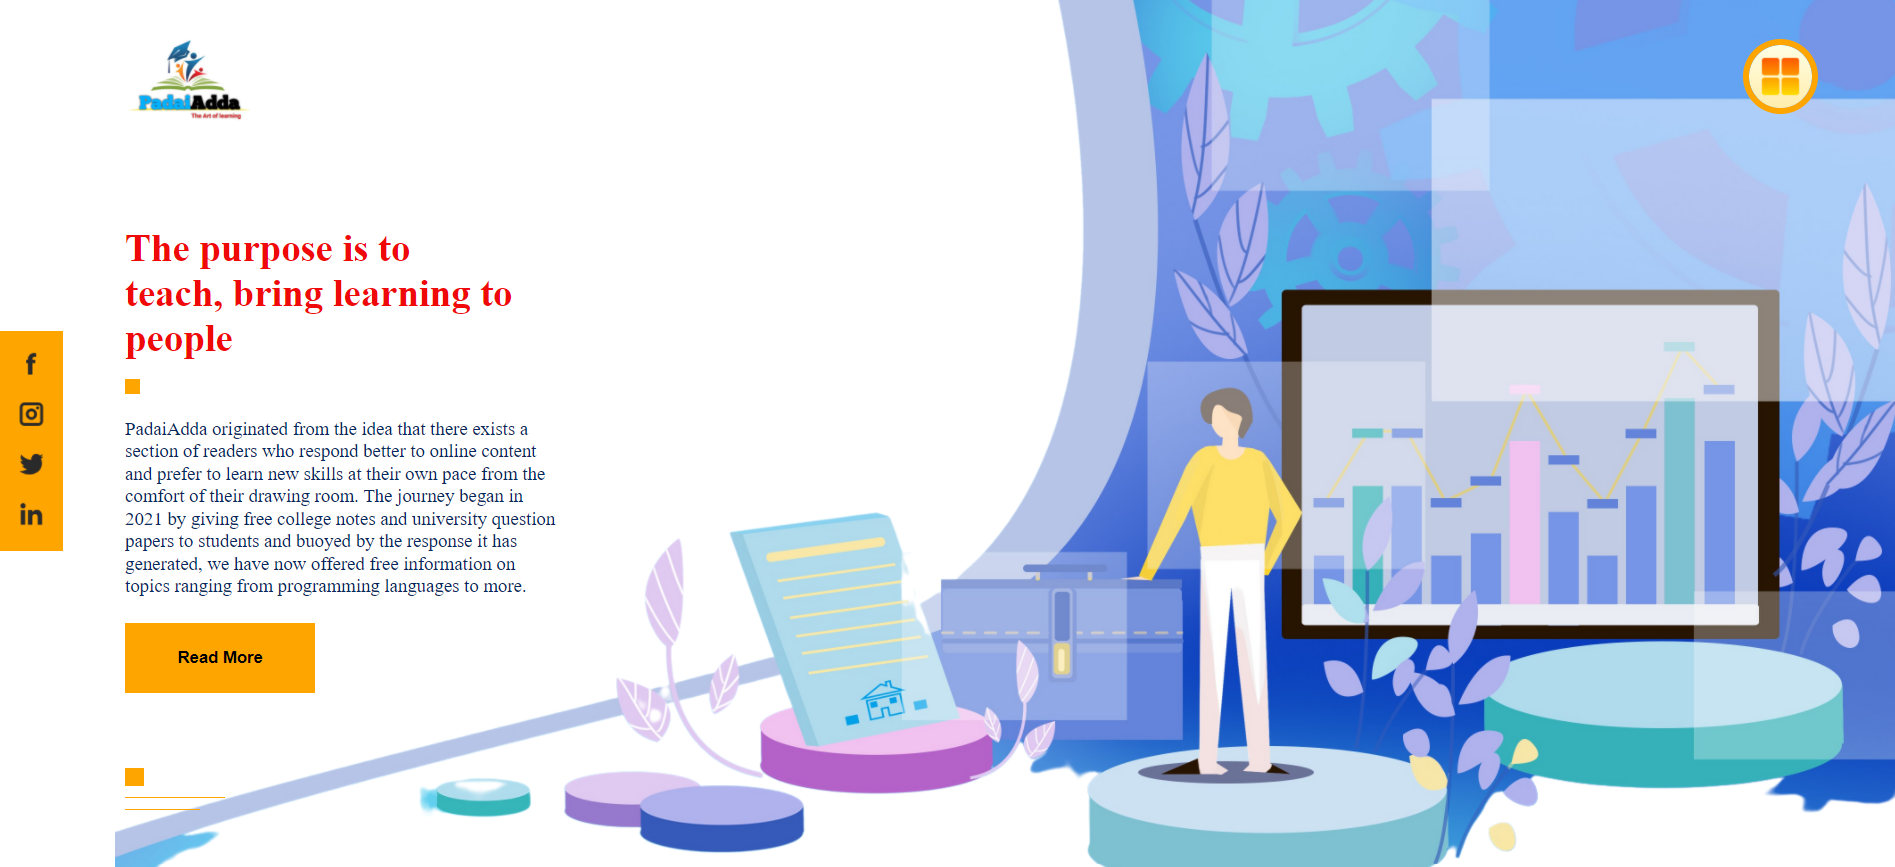 PadaiAdda
The Art of learning
The purpose is to
teach, bring learning to
people
PadaiAdda originated from the idea that there exists a
section of readers who respond better to online content
and prefer to learn new skills at their own pace from the
comfort of their drawing room. The journey began in
2021 by giving free college notes and university question
papers to students and buoyed by the response it has
generated, we have now offered free information on
topics ranging from programming languages to more.
Read More